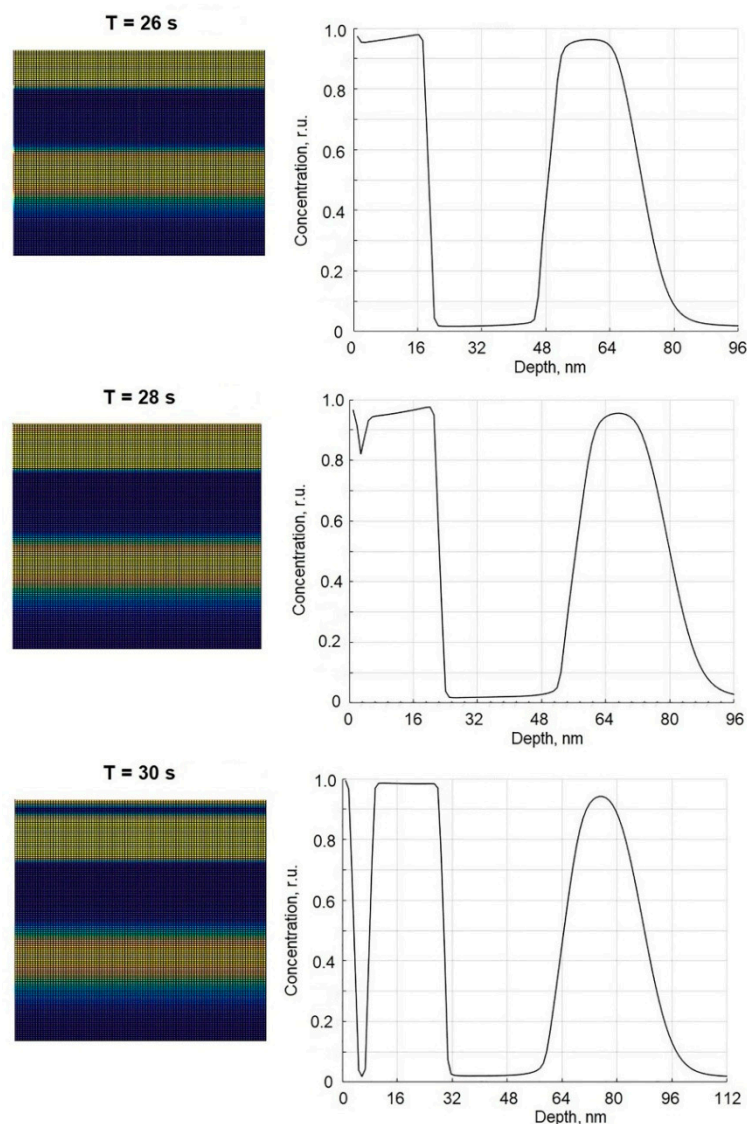 T = 26 s
Concentration, r.u.
1.0
0.8
0.6
0.4
0.2
0
0 16 32 48 64 80 96
Depth, nm
T = 28 s
Concentration, r.u.
1.0
0.8
0.6
0.4
0.2
0
0 16 32 48 64 80 96
Depth, nm
T = 30 s
Concentration, r.u.
1.0
0.8
0.6
0.4
0.2
0
0 16 32 48 64 80 96 112
Depth, nm